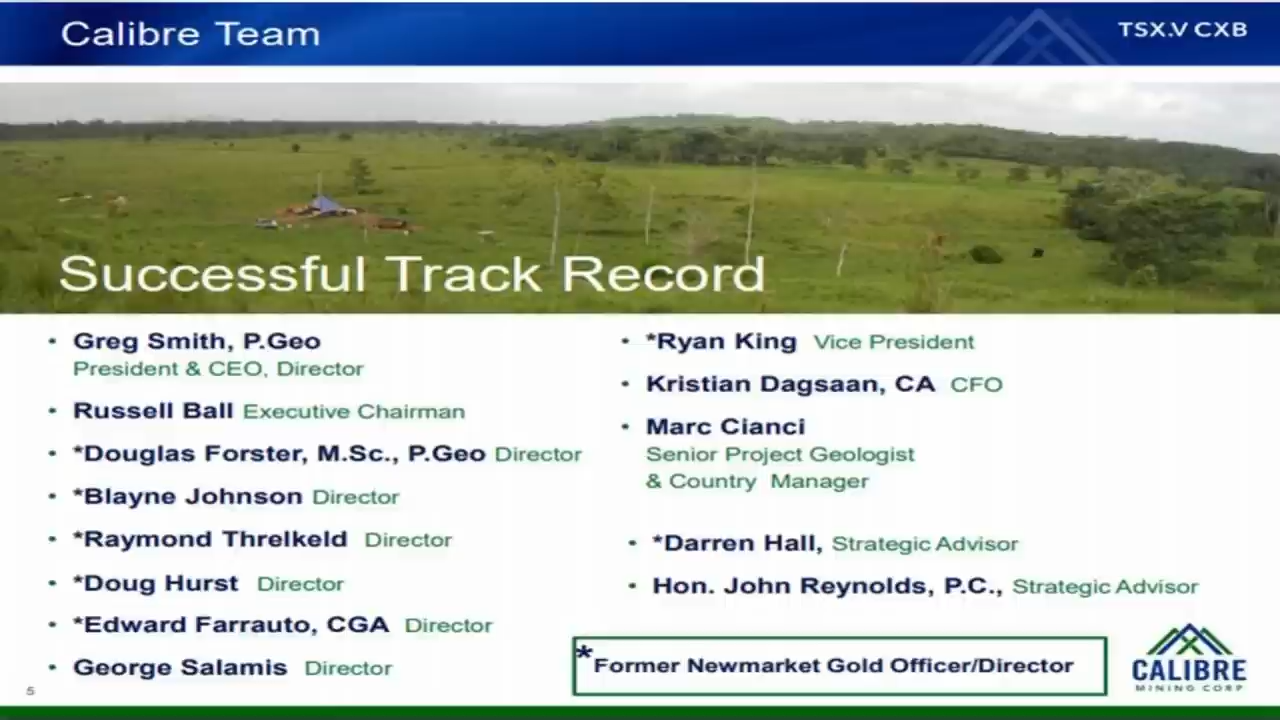 Calibre Team
TSX.V CXB
Successful Track Record
• Greg Smith, P.Geo
President & CEO, Director
• Russell Ball Executive Chairman
• *Douglas Forster, M.Sc., P.Geo Director
• *Blayne Johnson Director
• *Raymond Threlkeld Director
• *Doug Hurst Director
• *Edward Farrauto, CGA Director
• George Salamis Director
• *Ryan King Vice President
• Kristian Dagsaan, CA CFO
• Marc Cianci
Senior Project Geologist
& Country Manager
• *Darren Hall, Strategic Advisor
• Hon. John Reynolds, P.C., Strategic Advisor
*Former Newmarket Gold Officer/Director
CALIBRE
MINING CORP
5